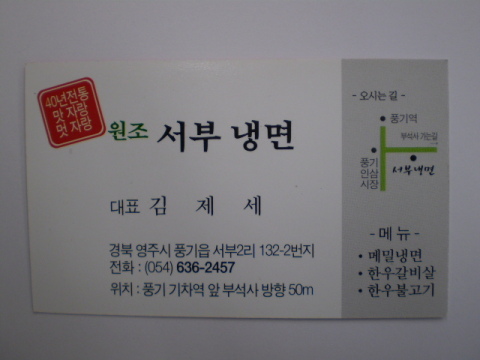 40년전통
맛 자랑
멋 자랑
원조 서부 냉면
대표 김 제 세
경북 영주시 풍기읍 서부2리 132-2번지
전화 : (054) 636-2457
위치 : 풍기 기차역 앞 부석사 방향 50m
- 오시는 길 -
풍기역
부석사 가는길
풍기
인삼
시장
서부냉면
- 메 뉴 -
• 메밀냉면
• 한우갈비살
• 한우불고기